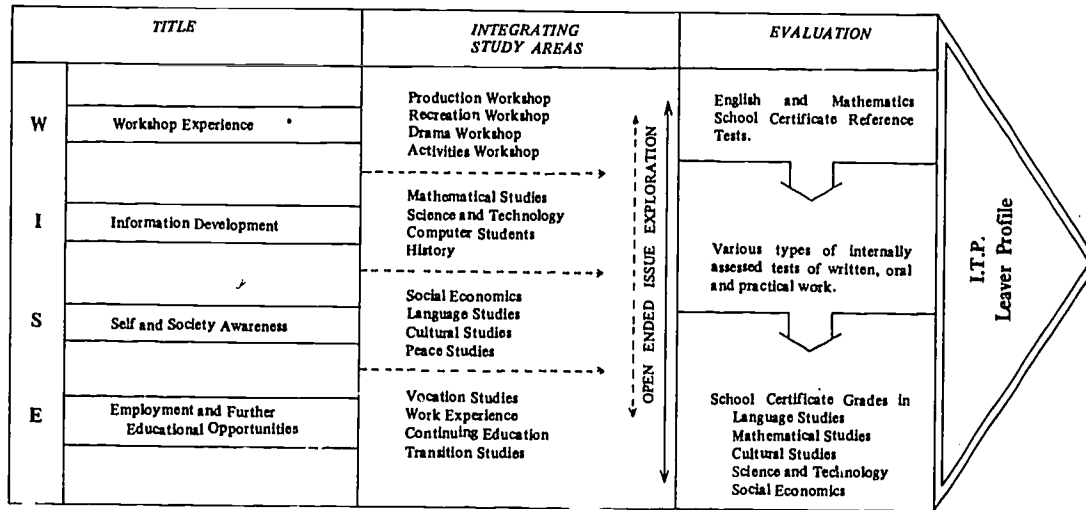 TITLE
INTEGRATING
STUDY AREAS
EVALUATION
W
Workshop Experience
I
Information Development
S
Self and Society Awareness
E
Employment and Further
Educational Opportunities
Production Workshop
Recreation Workshop
Drama Workshop
Activities Workshop
Mathematical Studies
Science and Technology
Computer Students
History
Social Economics
Language Studies
Cultural Studies
Peace Studies
Vocation Studies
Work Experience
Continuing Education
Transition Studies
OPEN ENDED ISSUE EXPLORATION
English and Mathematics
School Certificate Reference
Tests.
Various types of internally
assessed tests of written, oral
and practical work.
School Certificate Grades in
Language Studies
Mathematical Studies
Cultural Studies
Science and Technology
Social Economics
I.T.P.
Leaver Profile